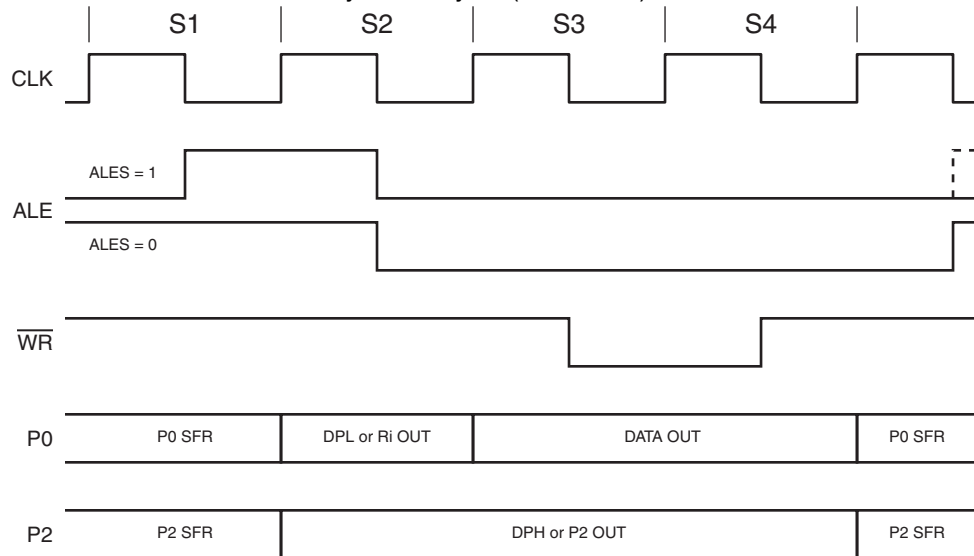 S1 S2 S3 S4
CLK
ALES = 1
ALE
ALES = 0
WR
P0 P0 SFR DPL or Ri OUT DATA OUT P0 SFR
P2 P2 SFR DPH or P2 OUT P2 SFR